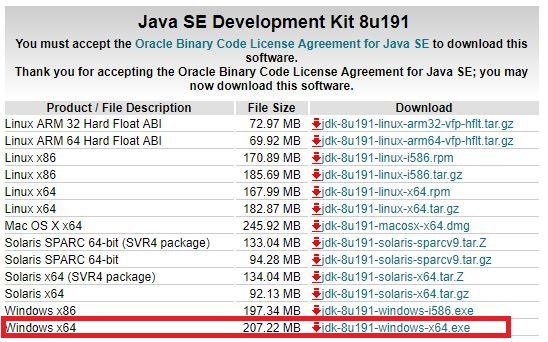 Java SE Development Kit 8u191
You must accept the Oracle Binary Code License Agreement for Java SE to download this
software.
Thank you for accepting the Oracle Binary Code License Agreement for Java SE; you may
now download this software.
Product / File Description File Size Download
Linux ARM 32 Hard Float ABI 72.97 MB jdk-8u191-linux-arm32-vfp-hflt.tar.gz
Linux ARM 64 Hard Float ABI 69.92 MB jdk-8u191-linux-arm64-vfp-hflt.tar.gz
Linux x86 170.89 MB jdk-8u191-linux-i586.rpm
Linux x86 185.69 MB jdk-8u191-linux-i586.tar.gz
Linux x64 167.99 MB jdk-8u191-linux-x64.rpm
Linux x64 182.87 MB jdk-8u191-linux-x64.tar.gz
Mac OS X x64 245.92 MB jdk-8u191-macosx-x64.dmg
Solaris SPARC 64-bit (SVR4 package) 133.04 MB jdk-8u191-solaris-sparcv9.tar.Z
Solaris SPARC 64-bit 94.28 MB jdk-8u191-solaris-sparcv9.tar.gz
Solaris x64 (SVR4 package) 134.04 MB jdk-8u191-solaris-x64.tar.Z
Solaris x64 92.13 MB jdk-8u191-solaris-x64.tar.gz
Windows x86 197.34 MB jdk-8u191-windows-i586.exe
Windows x64 207.22 MB jdk-8u191-windows-x64.exe